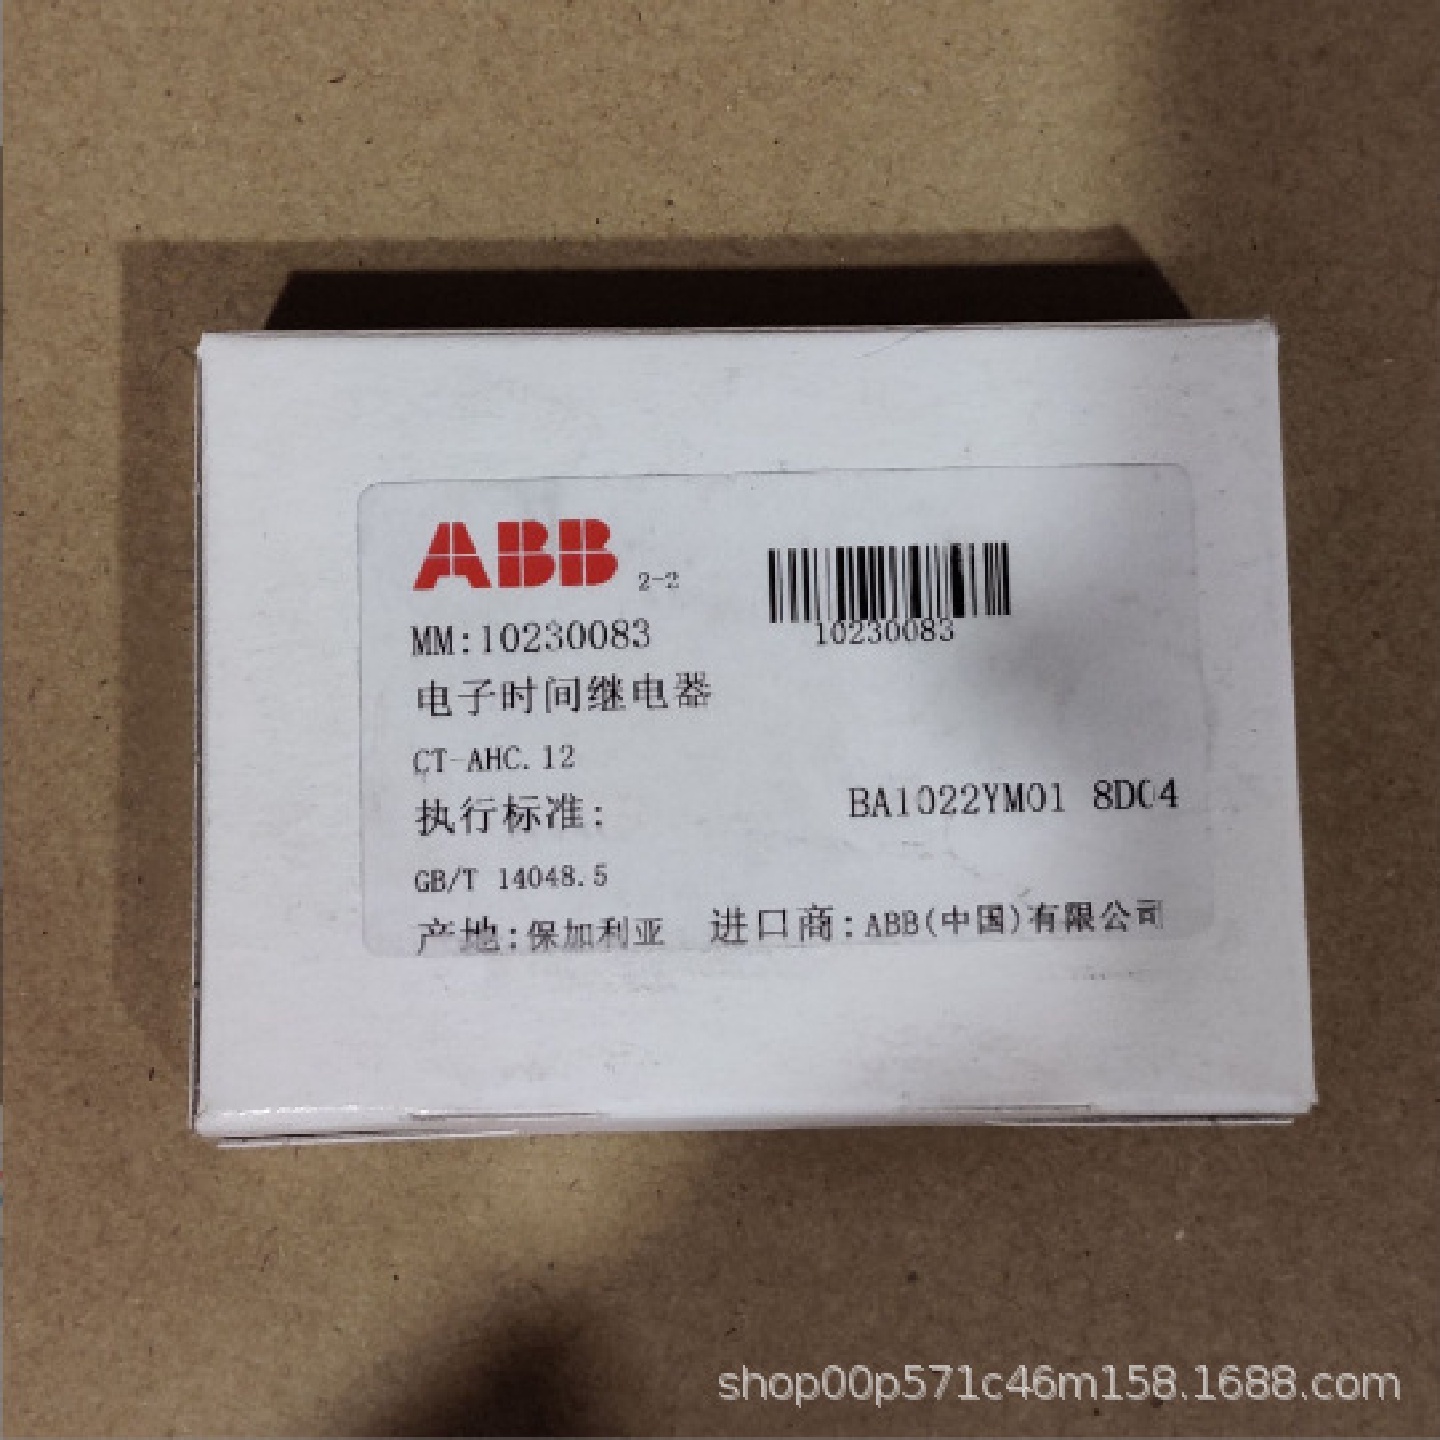 ABB 2-2
10230083
MM:10230083
电子时间继电器
CT-AHC.12
执行标准:
BA1022YM01 8D04
GB/T 14048.5
产地:保加利亚 进口商:ABB(中国)有限公司
shop00p571c46m158.1688.com